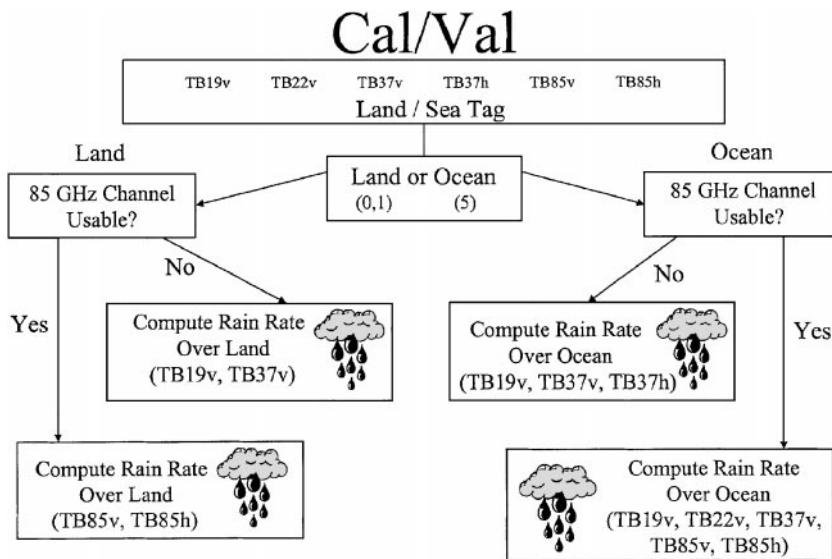 Cal/Val
TB19v TB22v TB37v TB37h TB85v TB85h
Land / Sea Tag
Land
Ocean
85 GHz Channel
Usable?
Land or Ocean
(0,1) (5)
85 GHz Channel
Usable?
No
No
Yes
Yes
Compute Rain Rate
Over Land
(TB19v, TB37v)
Compute Rain Rate
Over Ocean
(TB19v, TB37v, TB37h)
Compute Rain Rate
Over Land
(TB85v, TB85h)
Compute Rain Rate
Over Ocean
(TB19v, TB22v, TB37v,
TB85v, TB85h)